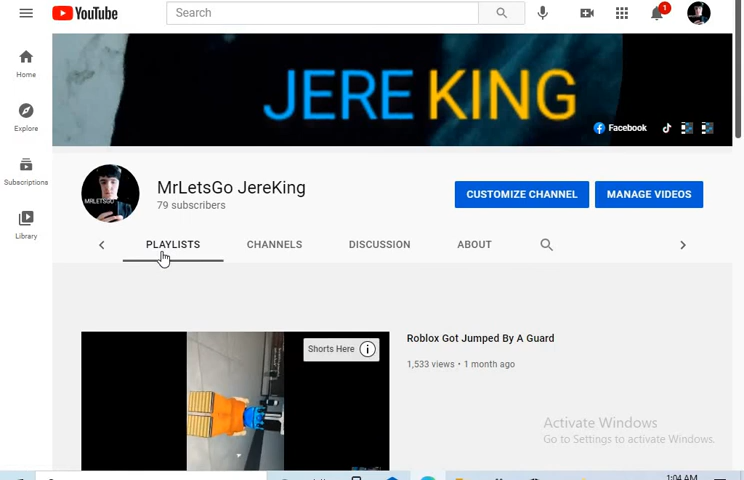 YouTube
Search
1
Home
Explore
Subscriptions
Library
JERE KING
Facebook
MRLETSGO
MrLetsGo JereKing
79 subscribers
CUSTOMIZE CHANNEL
MANAGE VIDEOS
PLAYLISTS
CHANNELS
DISCUSSION
ABOUT
Shorts Here
Roblox Got Jumped By A Guard
1,533 views • 1 month ago
Activate Windows
Go to Settings to activate Windows.
1:04 AM